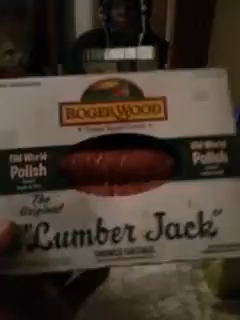 ROGER WOOD
Old World
Polish
Old World
Polish
The
Original
"Lumber Jack"
SMOKED SAUSAGE